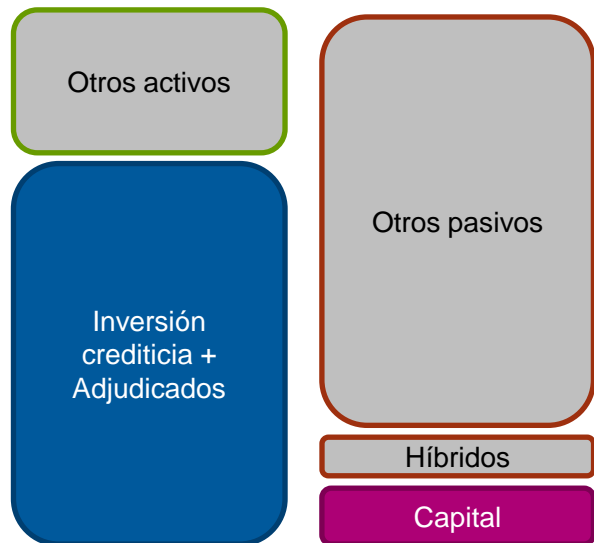 Otros activos
Inversión
crediticia +
Adjudicados
Otros pasivos
Híbridos
Capital